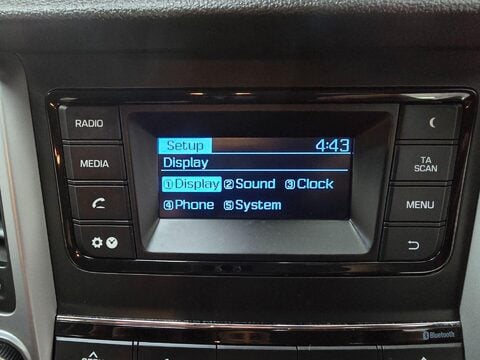 RADIO
MEDIA
Setup 4:43
Display
①Display ②Sound ③Clock
④Phone ⑤System
TA
SCAN
MENU
Bluetooth